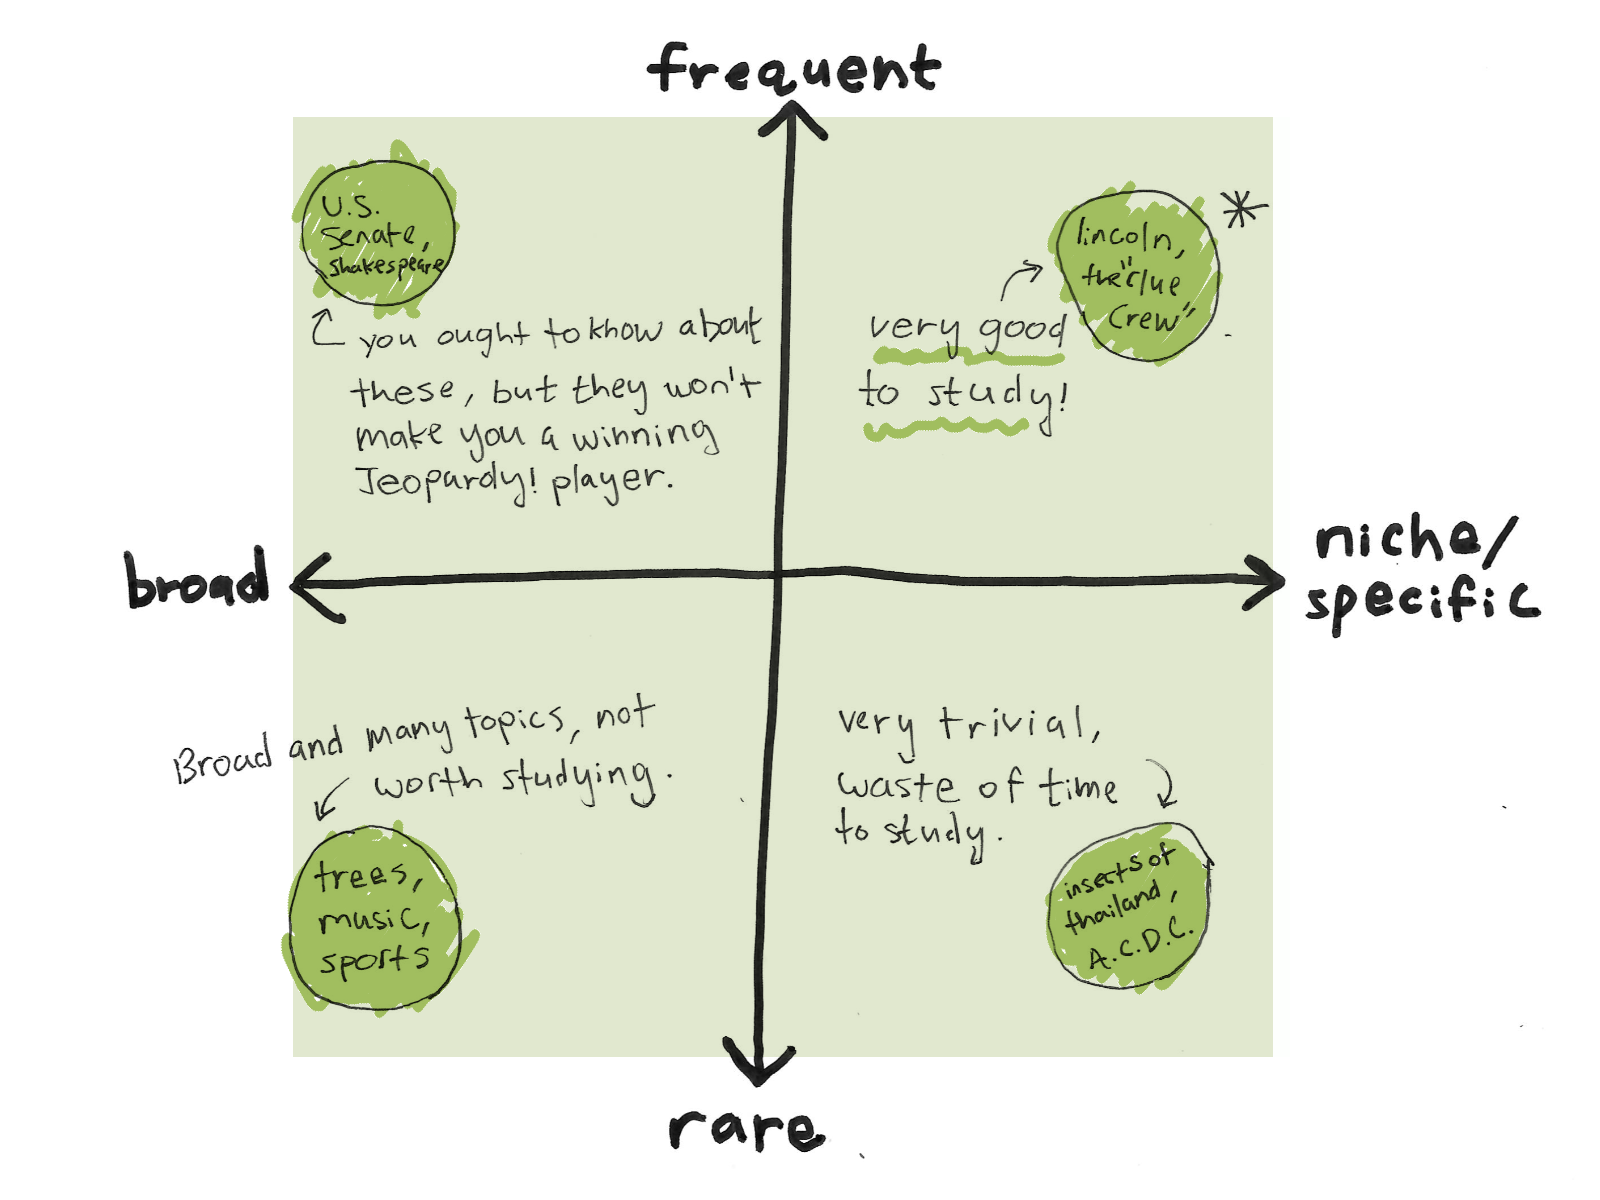 frequent
U.S.
Senate,
Shakespeare
you ought to know about
these, but they won't
make you a winning
Jeopardy! player.
lincoln,
the "Clue
Crew"
*
very good
to study!
broad
niche/
specific
Broad and many topics, not
worth studying.
trees,
music,
sports
very trivial,
waste of time
to study.
insects of
thailand,
A.C.D.C.
rare